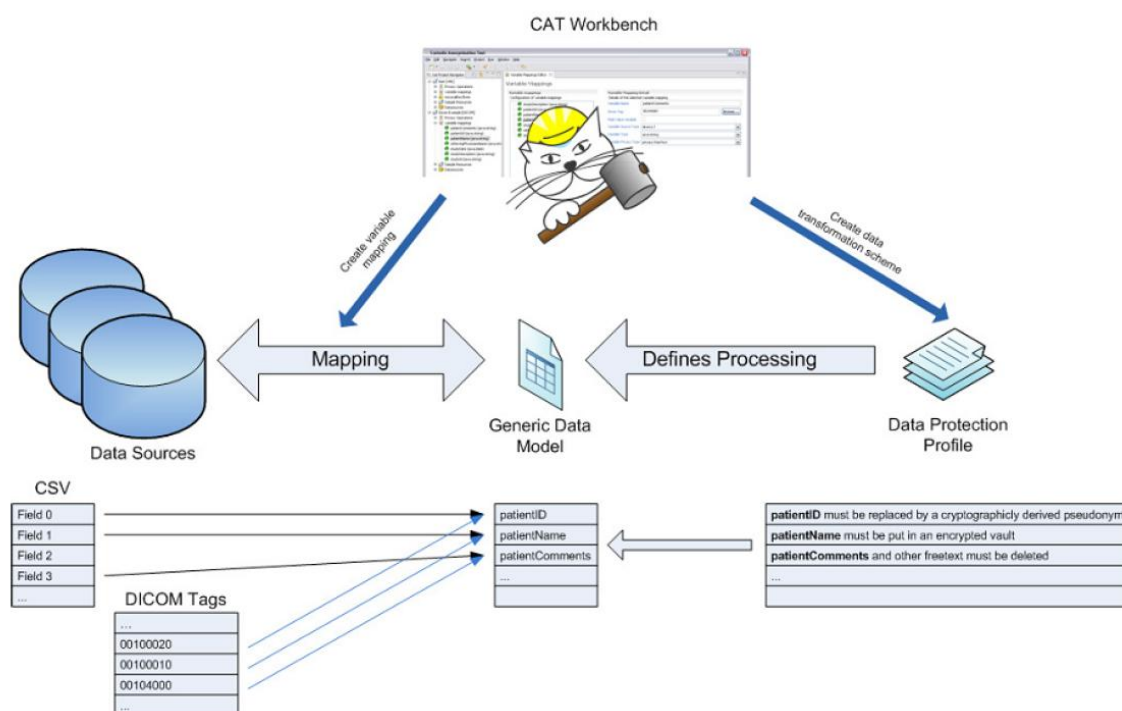 CAT Workbench
Variable Mappings
Create variable
mapping
Create data
transformation scheme
Mapping
Defines Processing
Data Sources
Generic Data
Model
Data Protection
Profile
CSV
Field 0
Field 1
Field 2
Field 3
...
DICOM Tags
...
00100020
00100010
00104000
...
patientID
patientName
patientComments
...
patientID must be replaced by a cryptographicly derived pseudonym
patientName must be put in an encrypted vault
patientComments and other freetext must be deleted
...